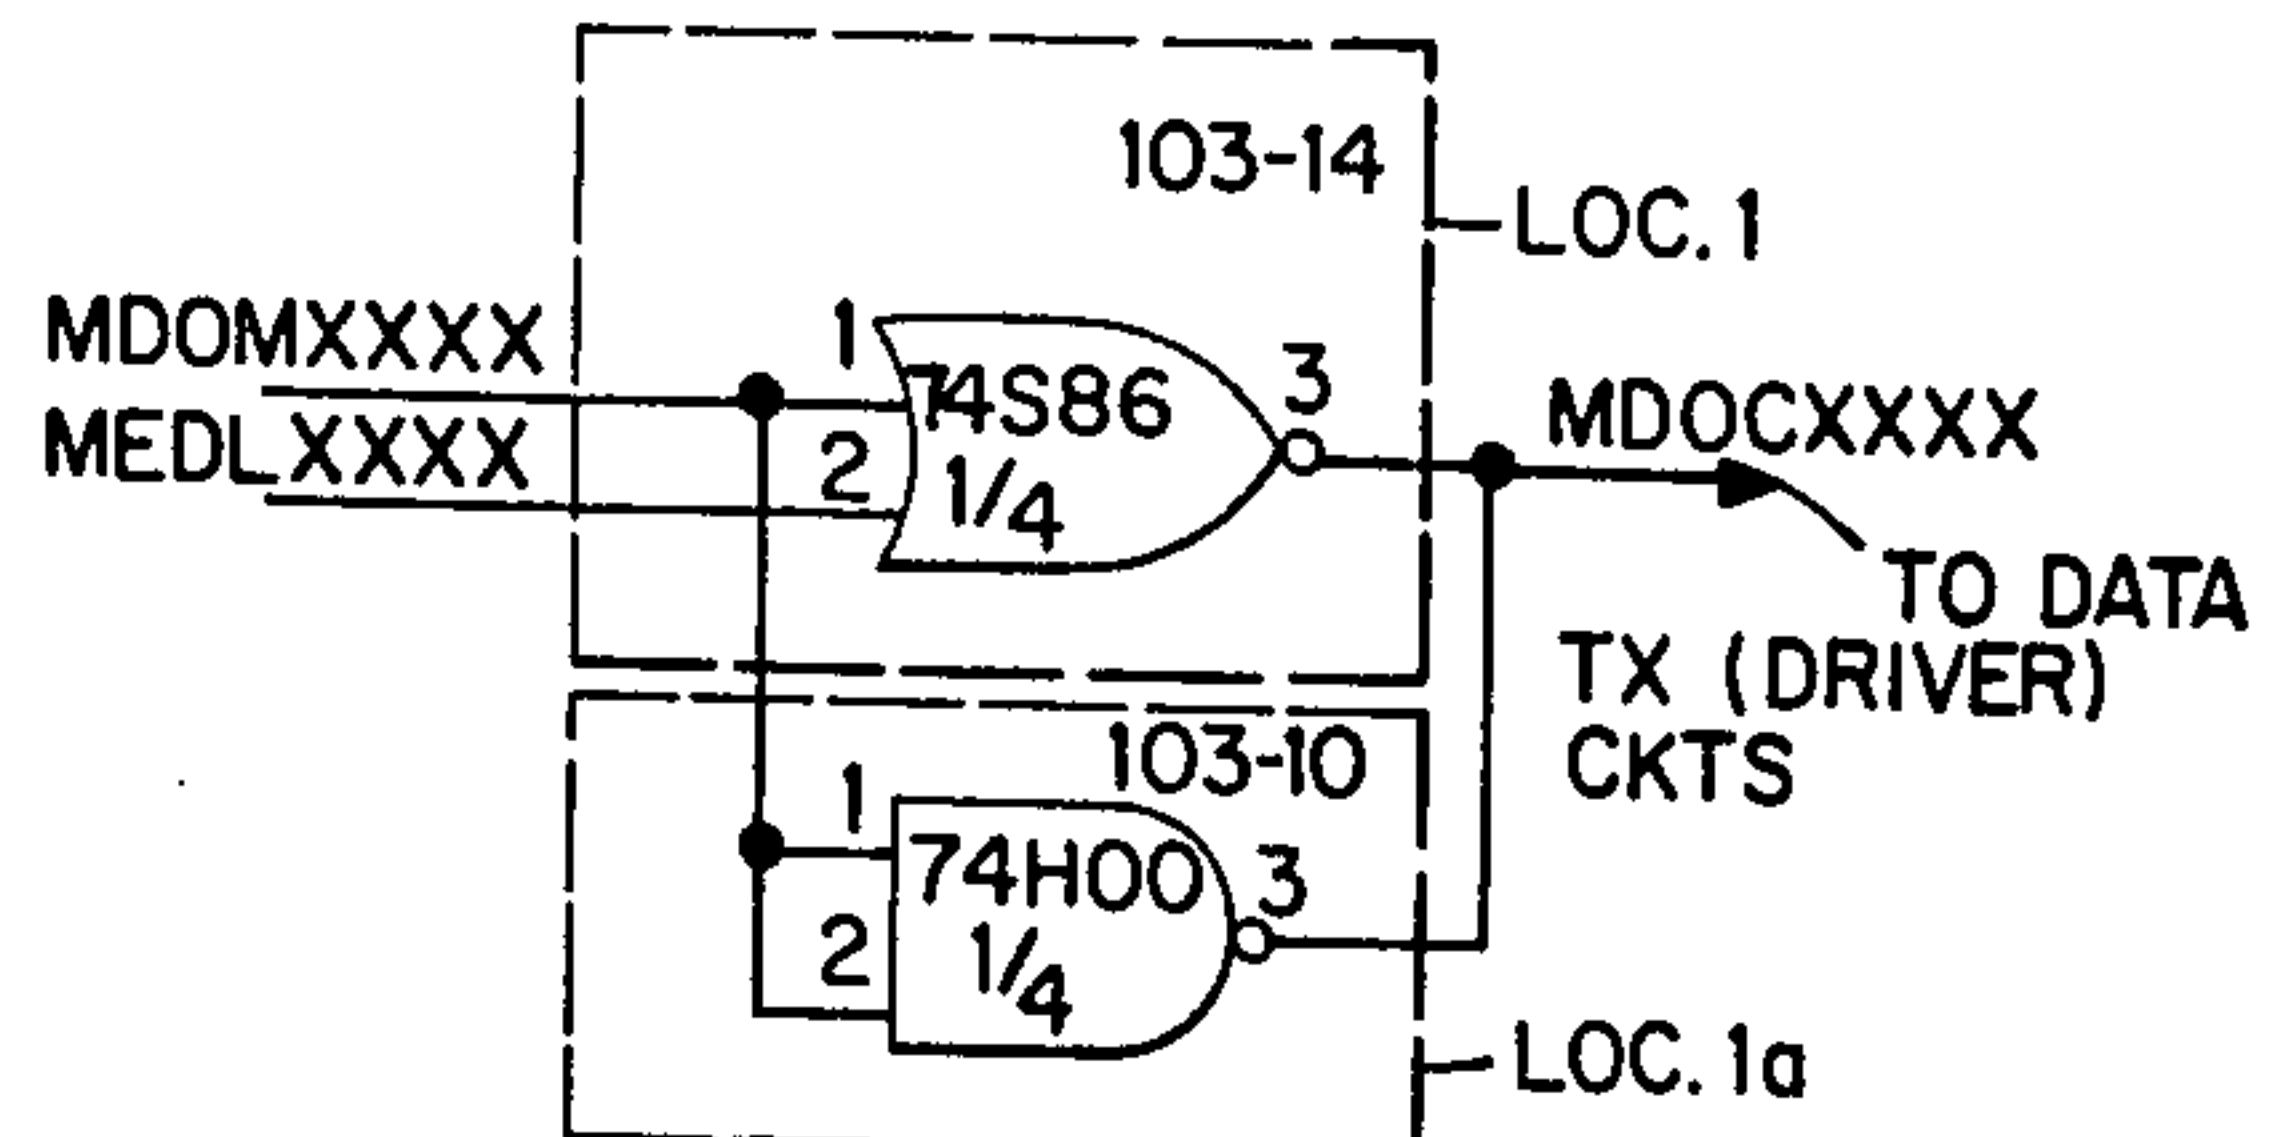 103-14
LOC. 1
MDOMXXXX
1
74S86
3
MDOCXXXX
MEDLXXXX
2
1/4
TO DATA
TX (DRIVER)
CKTS
103-10
1
74H00
3
2
1/4
LOC. 1a